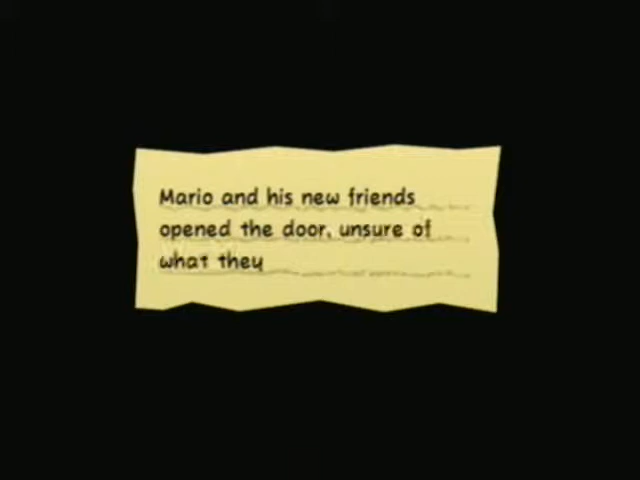 Mario and his new friends
opened the door, unsure of
what they